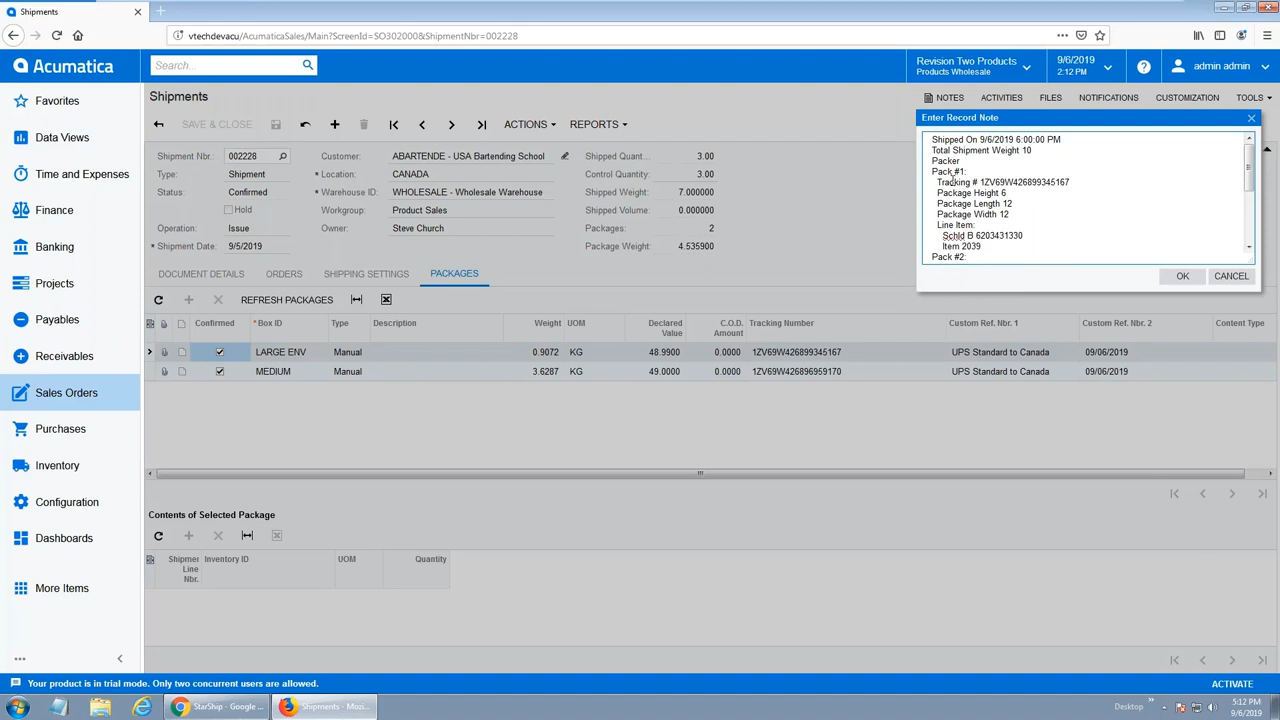 Shipments
vtechdevacu/AcumaticaSales/Main?ScreenId=SO302000&ShipmentNbr=002228
Acumatica
Search...
Revision Two Products
Products Wholesale
9/6/2019
2:12 PM
admin admin
Favorites
Data Views
Time and Expenses
Finance
Banking
Projects
Payables
Receivables
Sales Orders
Purchases
Inventory
Configuration
Dashboards
More Items
Shipments
NOTES ACTIVITIES FILES NOTIFICATIONS CUSTOMIZATION TOOLS
SAVE & CLOSE ACTIONS REPORTS
Shipment Nbr.: 002228 Customer: ABARTENDE - USA Bartending School Shipped Quant... 3.00
Type: Shipment * Location: CANADA Control Quantity: 3.00
Status: Confirmed * Warehouse ID: WHOLESALE - Wholesale Warehouse Shipped Weight: 7.000000
Hold Workgroup: Product Sales Shipped Volume: 0.000000
Operation: Issue Owner: Steve Church Packages: 2
* Shipment Date: 9/5/2019 Package Weight: 4.535900
DOCUMENT DETAILS ORDERS SHIPPING SETTINGS PACKAGES
REFRESH PACKAGES
Confirmed * Box ID Type Description Weight UOM Declared Value C.O.D. Amount Tracking Number Custom Ref. Nbr. 1 Custom Ref. Nbr. 2 Content Type
LARGE ENV Manual 0.9072 KG 48.9900 0.0000 1ZV69W426899345167 UPS Standard to Canada 09/06/2019
MEDIUM Manual 3.6287 KG 49.0000 0.0000 1ZV69W426896959170 UPS Standard to Canada 09/06/2019
Enter Record Note
Shipped On 9/6/2019 6:00:00 PM
Total Shipment Weight 10
Packer
Pack #1:
Tracking # 1ZV69W426899345167
Package Height 6
Package Length 12
Package Width 12
Line Item:
Schld B 6203431330
Item 2039
Pack #2:
OK CANCEL
Contents of Selected Package
Shipmer Line Nbr. Inventory ID UOM Quantity
Your product is in trial mode. Only two concurrent users are allowed.
ACTIVATE
StarShip - Google ...
Shipments - Mozi...
Desktop
5:12 PM
9/6/2019